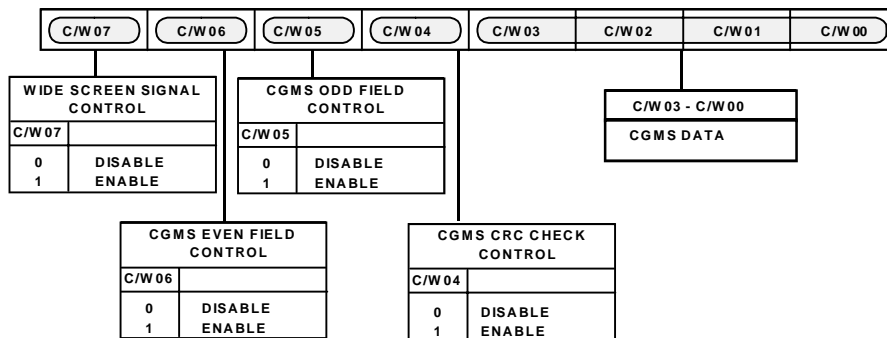 C/W07 C/W06 C/W05 C/W04 C/W03 C/W02 C/W01 C/W00
WIDE SCREEN SIGNAL
CONTROL
C/W07
0 DISABLE
1 ENABLE
CGMS ODD FIELD
CONTROL
C/W05
0 DISABLE
1 ENABLE
C/W03 - C/W00
CGMS DATA
CGMS EVEN FIELD
CONTROL
C/W06
0 DISABLE
1 ENABLE
CGMS CRC CHECK
CONTROL
C/W04
0 DISABLE
1 ENABLE